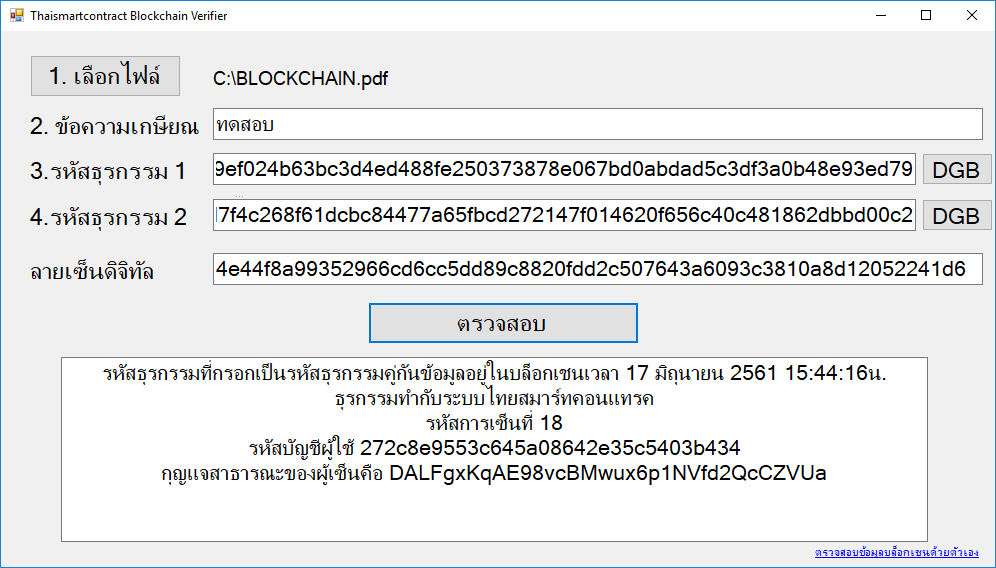 Thaismartcontract Blockchain Verifier
1. เลือกไฟล์ C:\BLOCKCHAIN.pdf
2. ข้อความเกษียณ ทดสอบ
3.รหัสธุรกรรม 1 9ef024b63bc3d4ed488fe250373878e067bd0abdad5c3df3a0b48e93ed79 DGB
4.รหัสธุรกรรม 2 7f4c268f61dcbc84477a65fbcd272147f014620f656c40c481862dbbd00c2 DGB
ลายเซ็นดิจิทัล 4e44f8a99352966cd6cc5dd89c8820fdd2c507643a6093c3810a8d12052241d6
ตรวจสอบ
รหัสธุรกรรมที่กรอกเป็นรหัสธุรกรรมคู่กันข้อมูลอยู่ในบล็อกเชนเวลา 17 มิถุนายน 2561 15:44:16น.
ธุรกรรมทำกับระบบไทยสมาร์ทคอนแทรค
รหัสการเซ็นที่ 18
รหัสบัญชีผู้ใช้ 272c8e9553c645a08642e35c5403b434
กุญแจสาธารณะของผู้เซ็นคือ DALFgxKqAE98vcBMwux6p1NVfd2QcCZVUa
ตรวจสอบข้อมูลบล็อกเชนด้วยตัวเอง